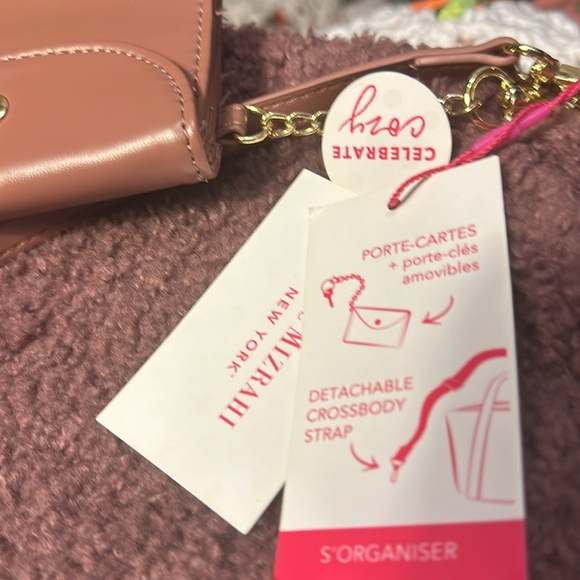 CELEBRATE
cozy
PORTE-CARTES
+ porte-clés
amovibles
DETACHABLE
CROSSBODY
STRAP
S'ORGANISER
MIZRAHI
NEW YORK